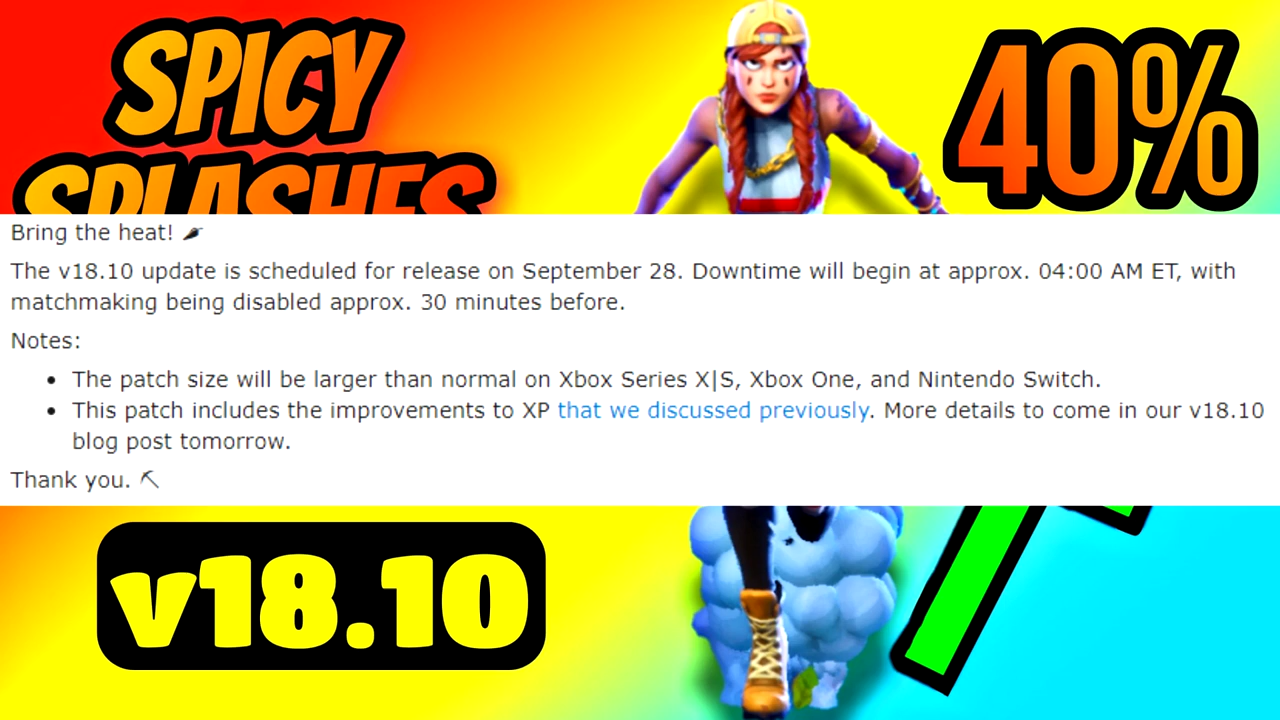 SPICY
SPLASHES
40%
Bring the heat!
The v18.10 update is scheduled for release on September 28. Downtime will begin at approx. 04:00 AM ET, with
matchmaking being disabled approx. 30 minutes before.
Notes:
• The patch size will be larger than normal on Xbox Series X|S, Xbox One, and Nintendo Switch.
• This patch includes the improvements to XP that we discussed previously. More details to come in our v18.10
blog post tomorrow.
Thank you.
v18.10